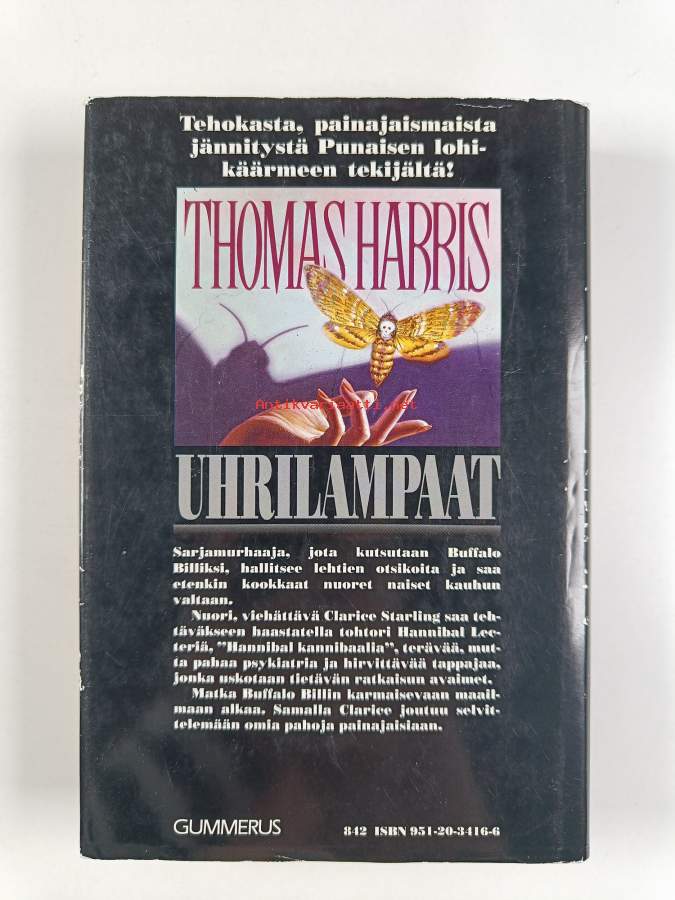 Tehokasta, painajaismaista
jännitystä Punaisen lohi-
käärmeen tekijältä!
THOMAS HARRIS
Antikvariaatti.net
UHRILAMPAAT
Sarjamurhaaja, jota kutsutaan Buffalo
Billiksi, hallitsee lehtien otsikoita ja saa
etenkin kookkaat nuoret naiset kauhun
valtaan.
Nuori, viehättävä Clarice Starling saa teh-
täväkseen haastatella tohtori Hannibal Lec-
teriä, ”Hannibal kannibaalia”, terävää, mut-
ta pahaa psykiatria ja hirvittävää tappajaa,
jonka uskotaan tietävän ratkaisun avaimet.
Matka Buffalo Billin karmaisevaan maail-
maan alkaa. Samalla Clarice joutuu selvit-
telemään omia pahoja painajaisiaan.
GUMMERUS
842 ISBN 951-20-3416-6